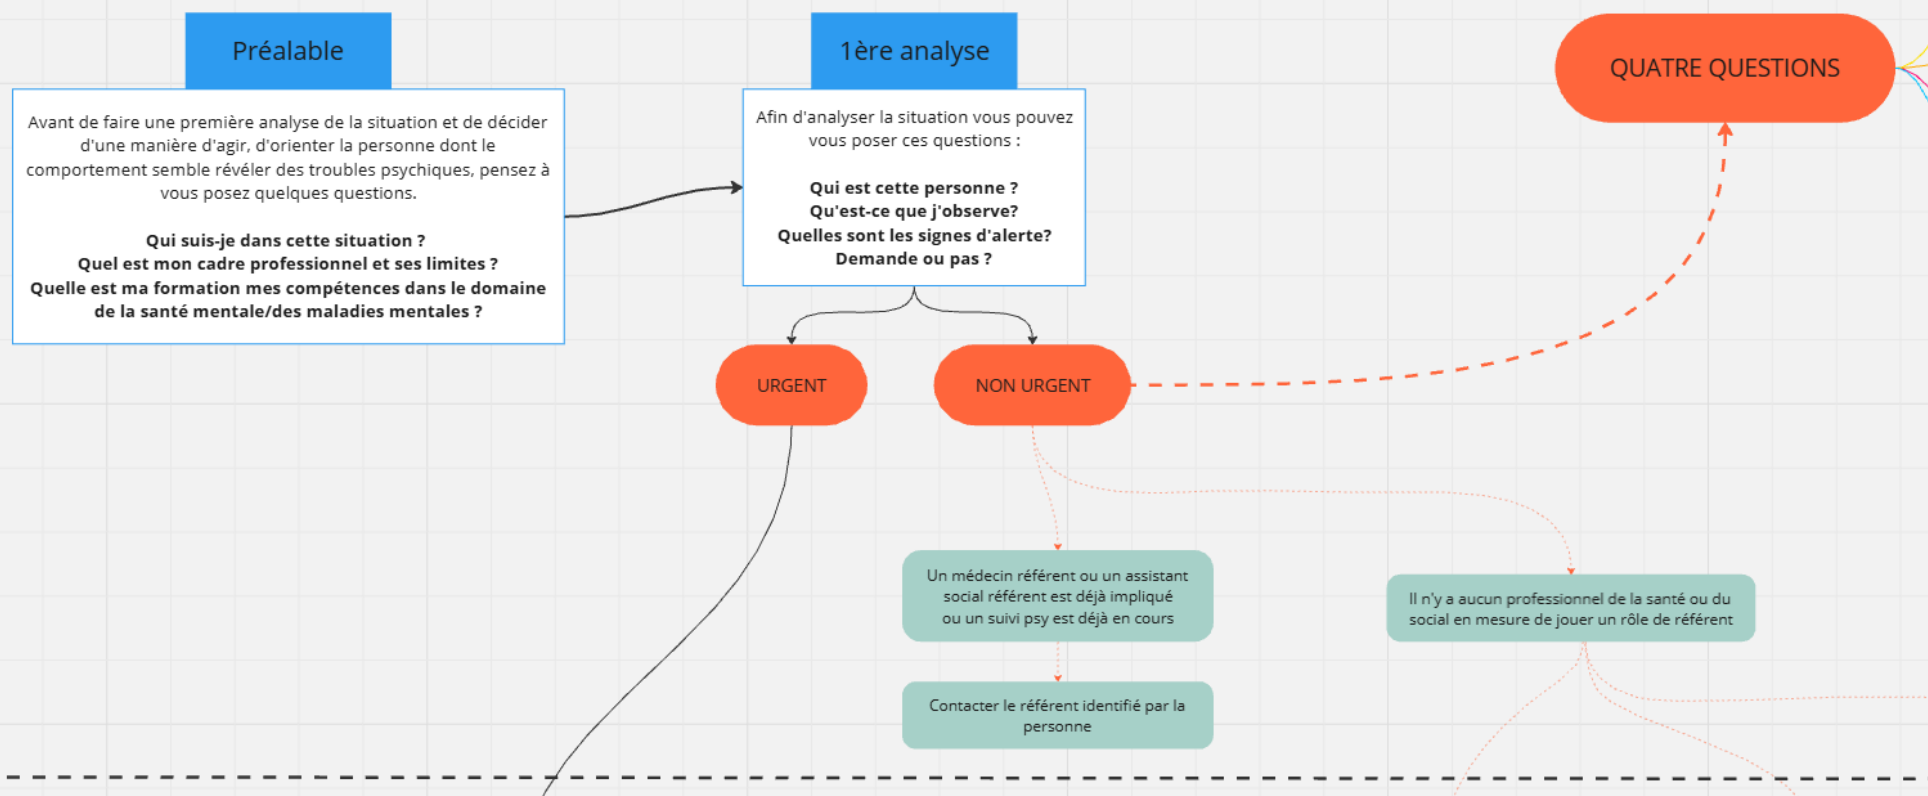 Préalable
Avant de faire une première analyse de la situation et de décider
d'une manière d'agir, d'orienter la personne dont le
comportement semble révéler des troubles psychiques, pensez à
vous posez quelques questions.
Qui suis-je dans cette situation ?
Quel est mon cadre professionnel et ses limites ?
Quelle est ma formation mes compétences dans le domaine
de la santé mentale/des maladies mentales ?
1ère analyse
Afin d'analyser la situation vous pouvez
vous poser ces questions :
Qui est cette personne ?
Qu'est-ce que j'observe?
Quelles sont les signes d'alerte?
Demande ou pas ?
QUATRE QUESTIONS
URGENT
NON URGENT
Un médecin référent ou un assistant
social référent est déjà impliqué
ou un suivi psy est déjà en cours
Contacter le référent identifié par la
personne
Il n'y a aucun professionnel de la santé ou du
social en mesure de jouer un rôle de référent